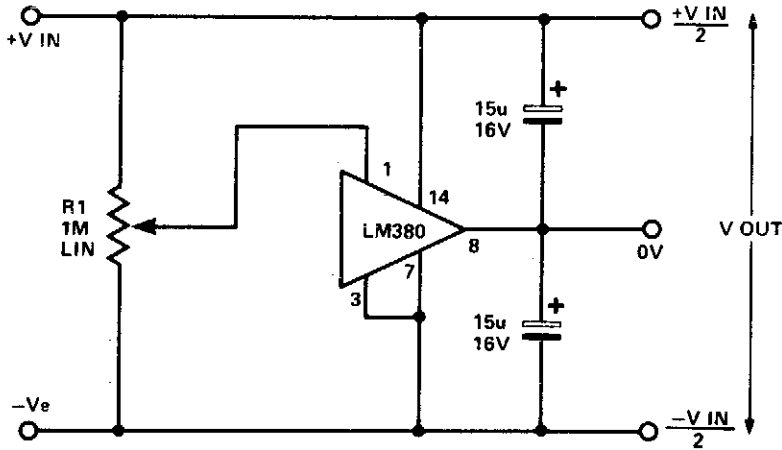 +V IN
+V IN
2
15u
16V
+
1
14
R1
1M
LIN
LM380
8
7
3
0V
V OUT
15u
16V
+
−Ve
−V IN
2